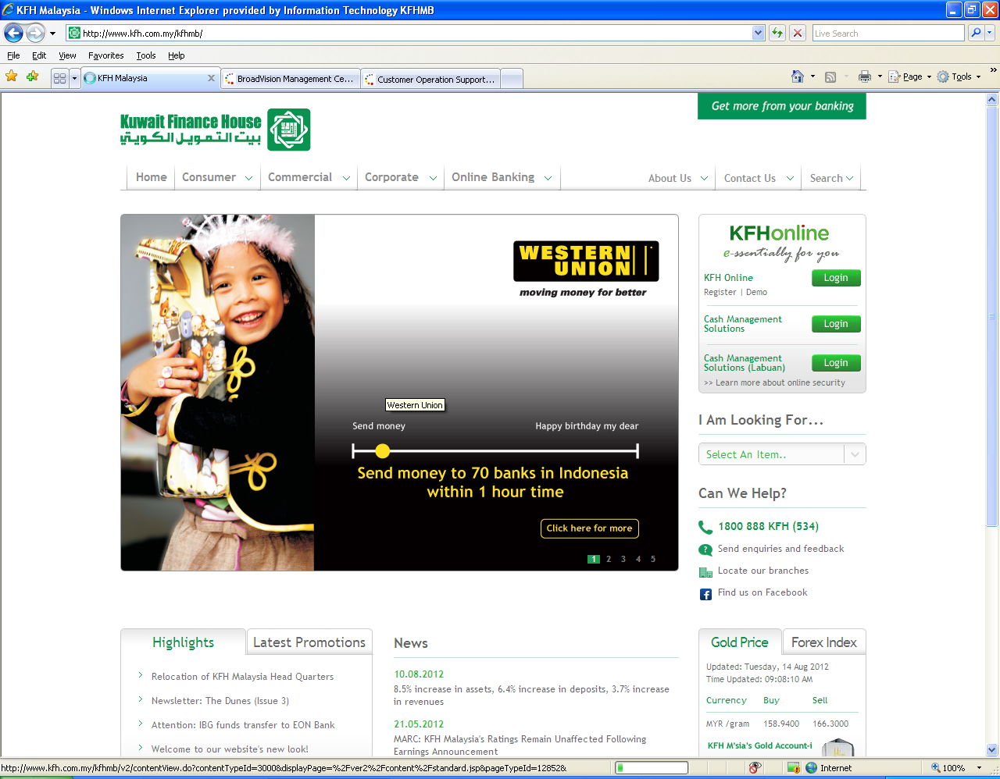 KFH Malaysia - Windows Internet Explorer provided by Information Technology KFHMB
http://www.kfh.com.my/kfhmb/
Live Search
File Edit View Favorites Tools Help
KFH Malaysia
BroadVision Management Ce...
Customer Operation Support...
Page Tools
Get more from your banking
Kuwait Finance House
بيت التمويل الكويتي
Home Consumer Commercial Corporate Online Banking About Us Contact Us Search
WESTERN UNION
moving money for better
Western Union
Send money Happy birthday my dear
Send money to 70 banks in Indonesia
within 1 hour time
Click here for more
1 2 3 4 5
KFHonline
e-ssentially for you
KFH Online Login
Register | Demo
Cash Management
Solutions
Login
Cash Management
Solutions (Labuan)
Login
>> Learn more about online security
I Am Looking For...
Select An Item..
Can We Help?
1800 888 KFH (534)
Send enquiries and feedback
Locate our branches
Find us on Facebook
Highlights Latest Promotions
Relocation of KFH Malaysia Head Quarters
Newsletter: The Dunes (Issue 3)
Attention: IBG funds transfer to EON Bank
Welcome to our website's new look!
News
10.08.2012
8.5% increase in assets, 6.4% increase in deposits, 3.7% increase
in revenues
21.05.2012
MARC: KFH Malaysia's Ratings Remain Unaffected Following
Earnings Announcement
Gold Price Forex Index
Updated: Tuesday, 14 Aug 2012
Time Updated: 09:08:10 AM
Currency Buy Sell
MYR /gram 158.9400 166.3000
KFH M'sia's Gold Account-i
http://www.kfh.com.my/kfhmb/v2/contentView.do?contentTypeId=3000&displayPage=%2Fver2%2Fcontent%2Fstandard.jsp&pageTypeId=12852&
Internet
100%